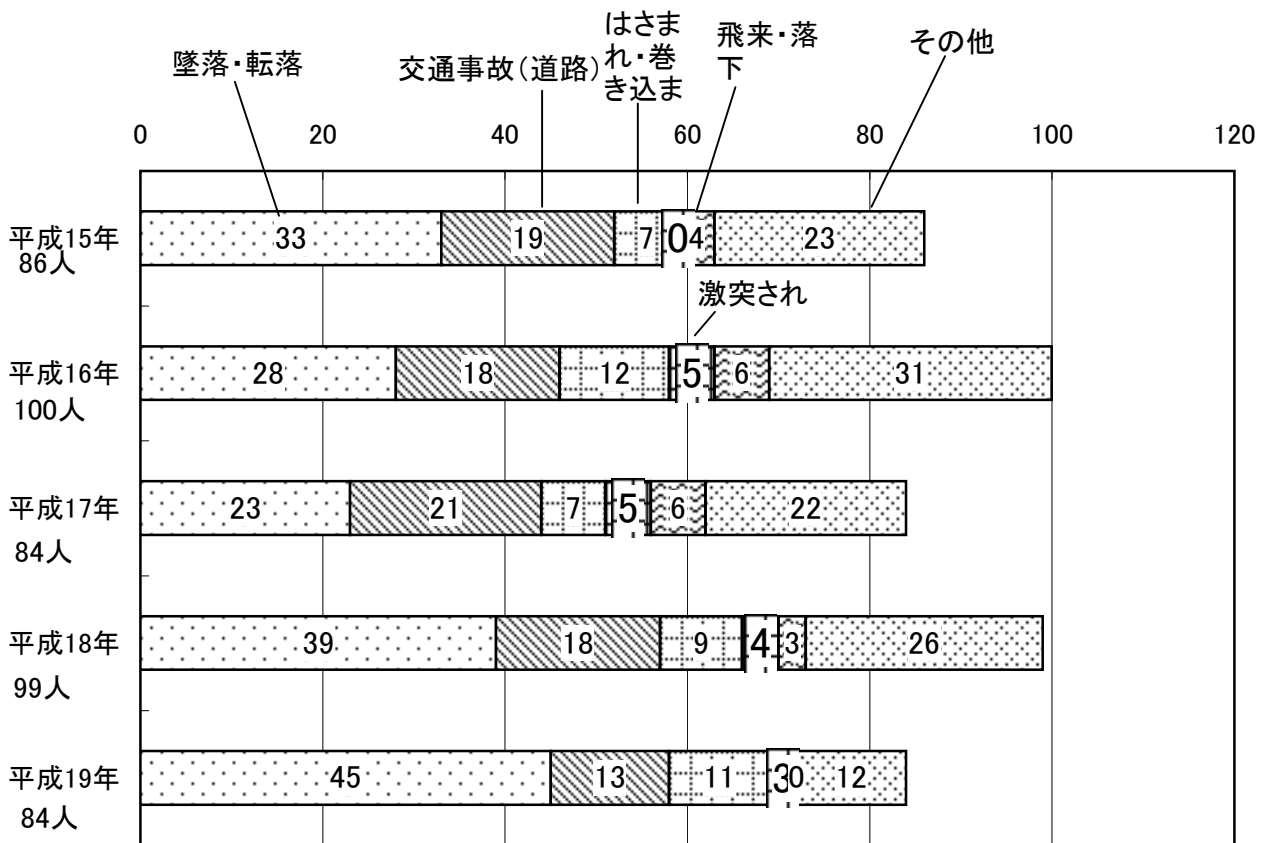 墜落・転落
交通事故(道路)
はさま
れ・巻
き込ま
飛来・落
下
その他
0 20 40 60 80 100 120
平成15年
86人
33 19 7 0 4 23
激突され
平成16年
100人
28 18 12 5 6 31
平成17年
84人
23 21 7 5 6 22
平成18年
99人
39 18 9 4 3 26
平成19年
84人
45 13 11 3 0 12